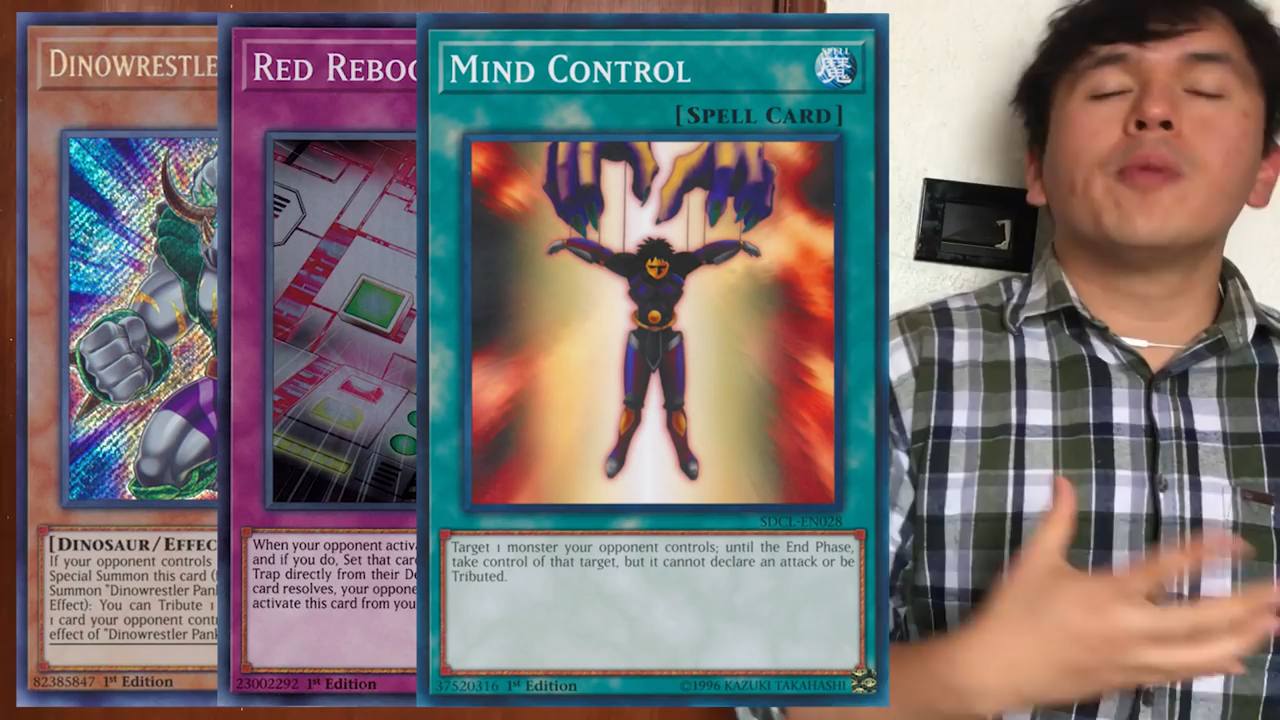 DINOWRESTLE
[DINOSAUR/EFFEC
If your opponent controls
Special Summon this card (
Summon "Dinowrestler Pan
Effect): You can Tribute 1
1 card your opponent cont
effect of "Dinowrestler Pank
82385847 1st Edition
RED REBOO
When your opponent activ
and if you do, Set that car
Trap directly from their De
card resolves, your oppone
activate this card from you
23002292 1st Edition
MIND CONTROL
SPELL
魔
[SPELL CARD]
SDCL-EN028
Target 1 monster your opponent controls; until the End Phase,
take control of that target, but it cannot declare an attack or be
Tributed.
37520316 1st Edition
©1996 KAZUKI TAKAHASHI